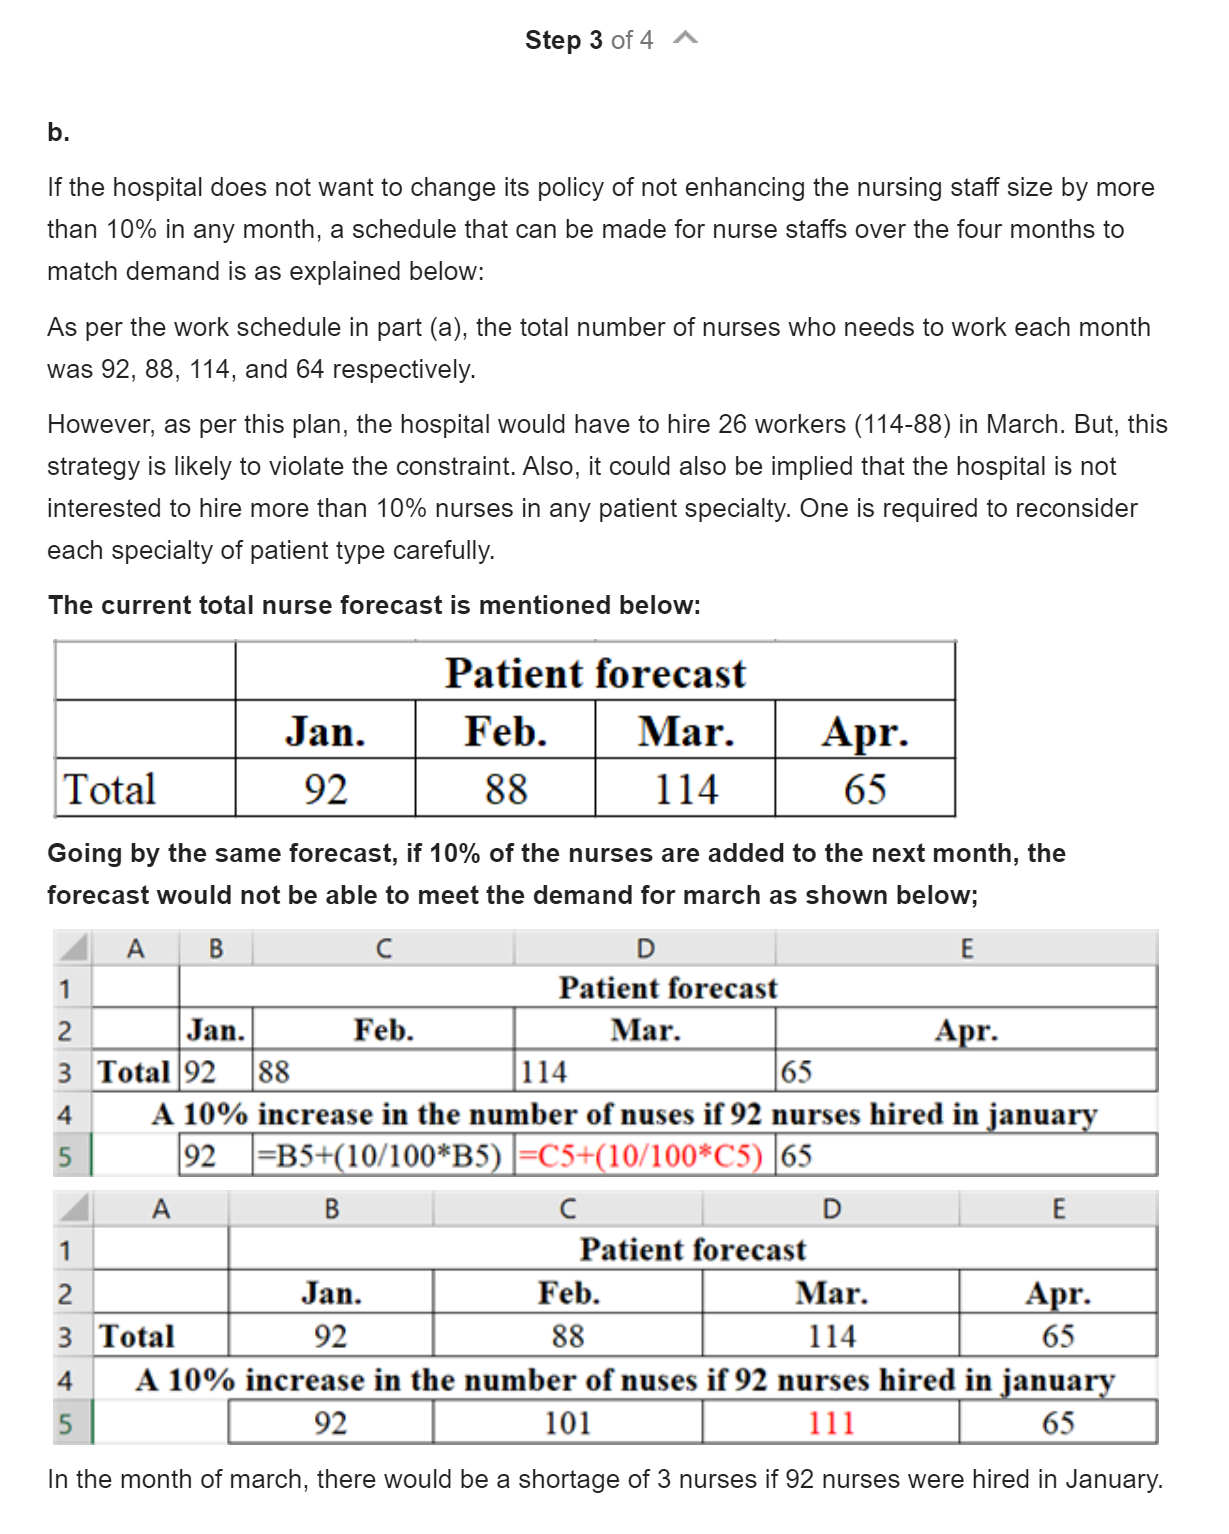 Step 3 of 4
b.
If the hospital does not want to change its policy of not enhancing the nursing staff size by more
than 10% in any month, a schedule that can be made for nurse staffs over the four months to
match demand is as explained below:
As per the work schedule in part (a), the total number of nurses who needs to work each month
was 92, 88, 114, and 64 respectively.
However, as per this plan, the hospital would have to hire 26 workers (114-88) in March. But, this
strategy is likely to violate the constraint. Also, it could also be implied that the hospital is not
interested to hire more than 10% nurses in any patient specialty. One is required to reconsider
each specialty of patient type carefully.
The current total nurse forecast is mentioned below:
Patient forecast
Jan. Feb. Mar. Apr.
Total 92 88 114 65
Going by the same forecast, if 10% of the nurses are added to the next month, the
forecast would not be able to meet the demand for march as shown below;
A B C D E
1 Patient forecast
2 Jan. Feb. Mar. Apr.
3 Total 92 88 114 65
4 A 10% increase in the number of nuses if 92 nurses hired in january
5 92 =B5+(10/100*B5) =C5+(10/100*C5) 65
A B C D E
1 Patient forecast
2 Jan. Feb. Mar. Apr.
3 Total 92 88 114 65
4 A 10% increase in the number of nuses if 92 nurses hired in january
5 92 101 111 65
In the month of march, there would be a shortage of 3 nurses if 92 nurses were hired in January.